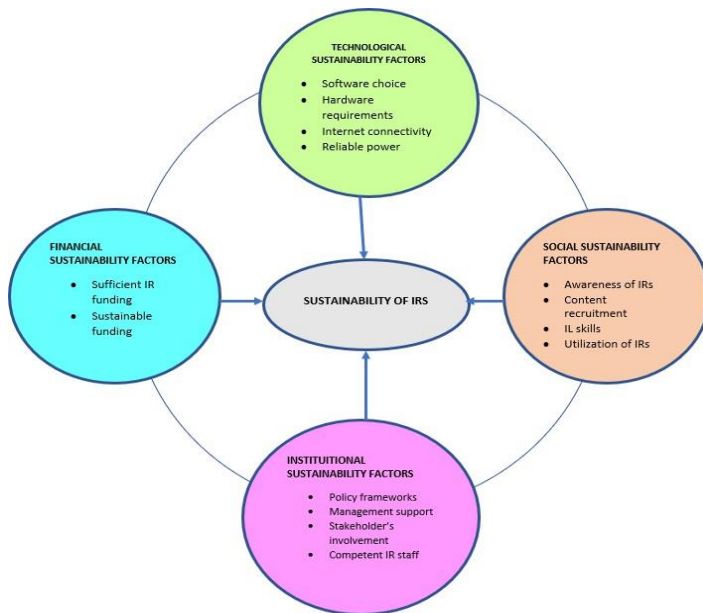 TECHNOLOGICAL
SUSTAINABILITY FACTORS
• Software choice
• Hardware
requirements
• Internet connectivity
• Reliable power
FINANCIAL
SUSTAINABILITY FACTORS
• Sufficient IR
funding
• Sustainable
funding
SUSTAINABILITY OF IRS
SOCIAL SUSTAINABILITY
FACTORS
• Awareness of IRs
• Content
recruitment
• IL skills
• Utilization of IRs
INSTITUITIONAL
SUSTAINABILITY FACTORS
• Policy frameworks
• Management support
• Stakeholder's
involvement
• Competent IR staff